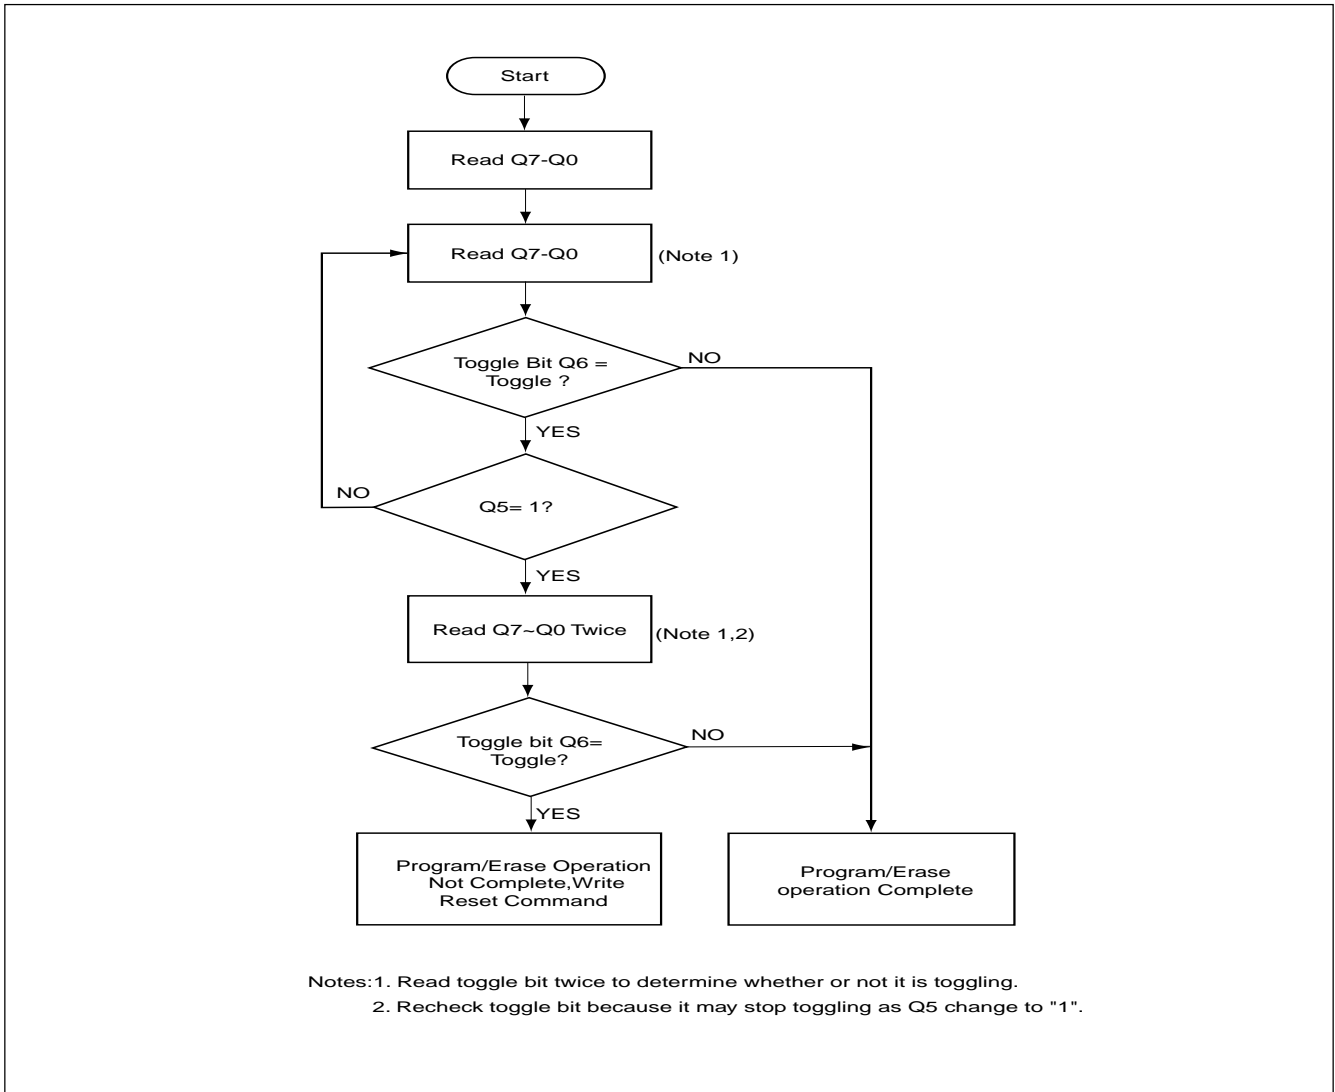 Start
Read Q7-Q0
Read Q7-Q0
(Note 1)
Toggle Bit Q6 =
Toggle ?
NO
YES
Q5= 1?
NO
YES
Read Q7~Q0 Twice
(Note 1,2)
Toggle bit Q6=
Toggle?
NO
YES
Program/Erase Operation
Not Complete,Write
Reset Command
Program/Erase
operation Complete
Notes:1. Read toggle bit twice to determine whether or not it is toggling.
2. Recheck toggle bit because it may stop toggling as Q5 change to "1".